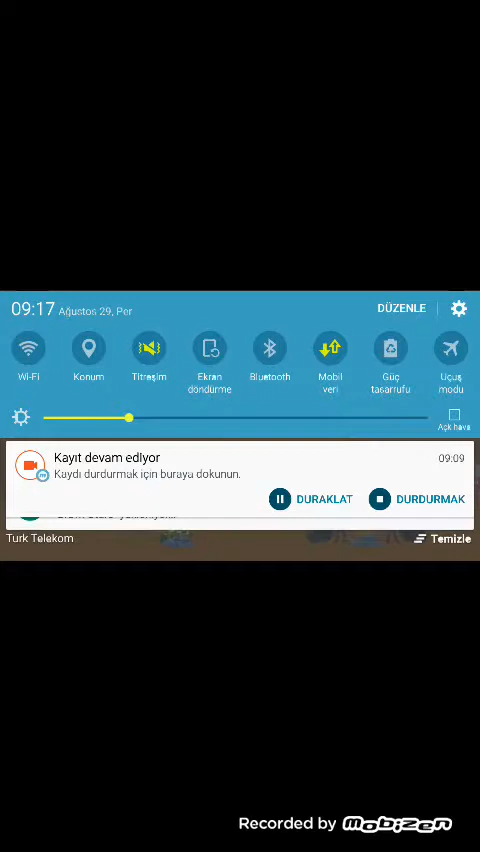 09:17 Ağustos 29, Per DÜZENLE
Wi-Fi Konum Titreşim Ekran döndürme Bluetooth Mobil veri Güç tasarrufu Uçuş modu
Açık hava
Kayıt devam ediyor 09:09
Kaydı durdurmak için buraya dokunun.
DURAKLAT DURDURMAK
Turk Telekom Temizle
Recorded by Mobizen